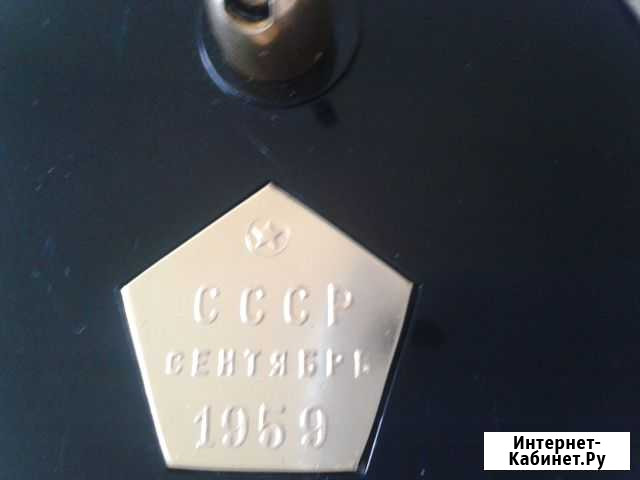 СССР
СЕНТЯБРЬ
1959
Интернет-
Кабинет.Ру